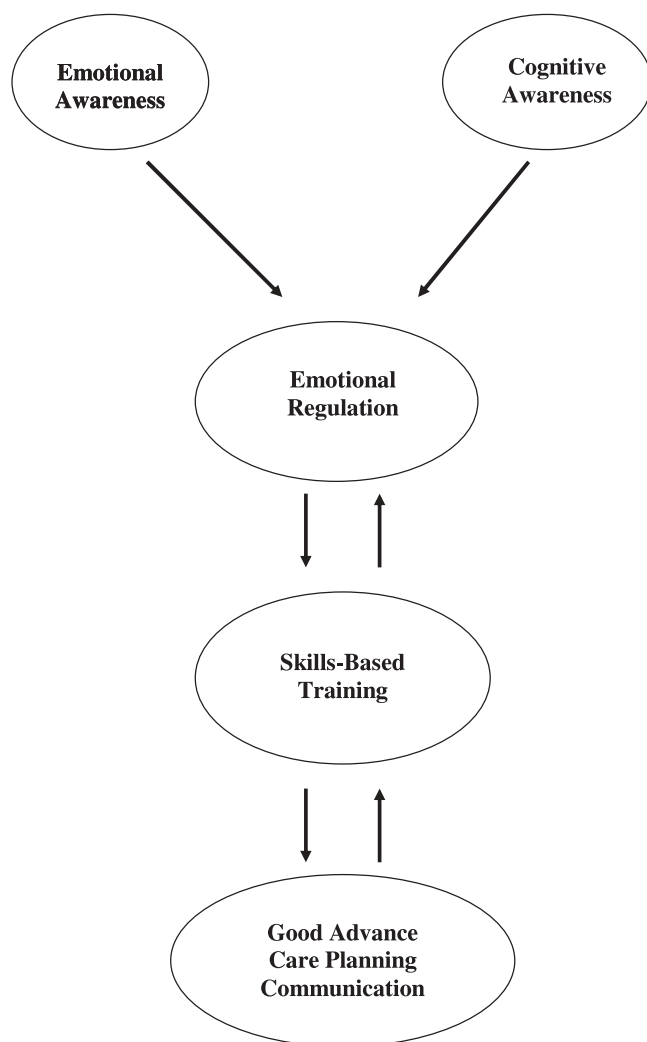 Emotional
Awareness
Cognitive
Awareness
Emotional
Regulation
Skills-Based
Training
Good Advance
Care Planning
Communication